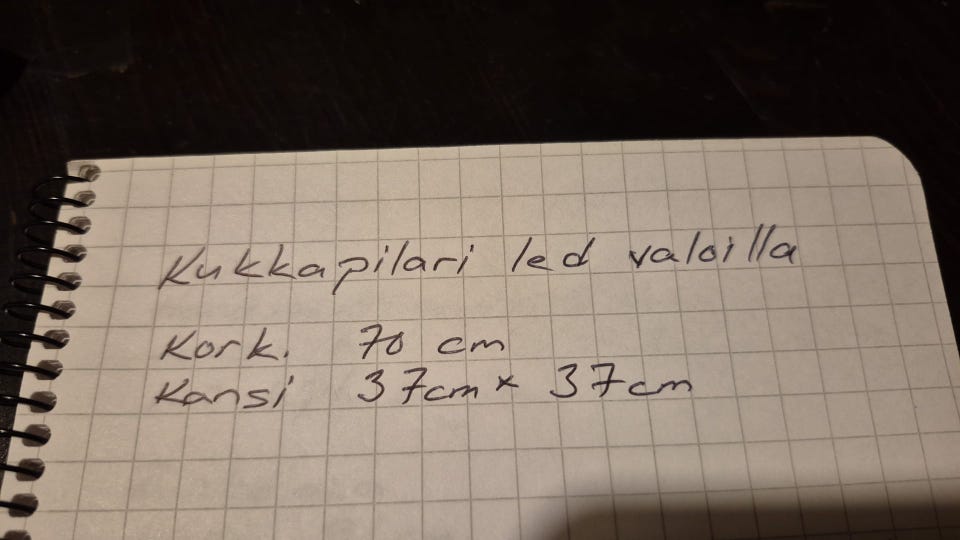 Kukkapilari led valoilla
Kork. 70 cm
Kansi 37cm x 37cm